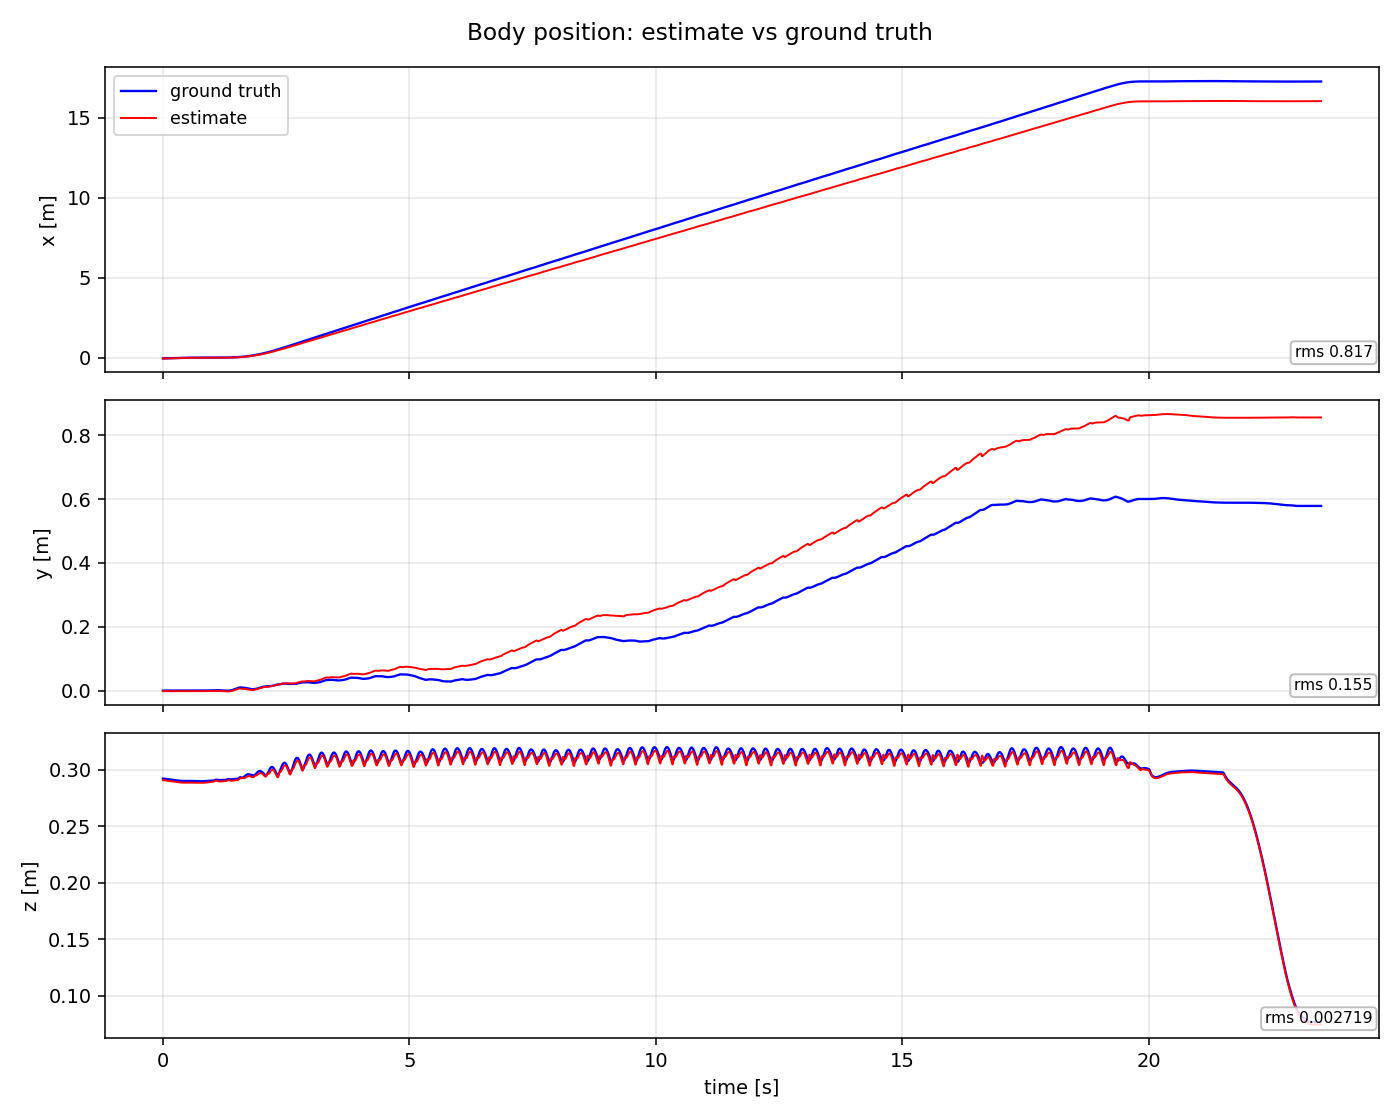 Body position: estimate vs ground truth
ground truth
estimate
x [m]
15
10
5
0
rms 0.817
y [m]
0.8
0.6
0.4
0.2
0.0
rms 0.155
z [m]
0.30
0.25
0.20
0.15
0.10
rms 0.002719
0 5 10 15 20
time [s]